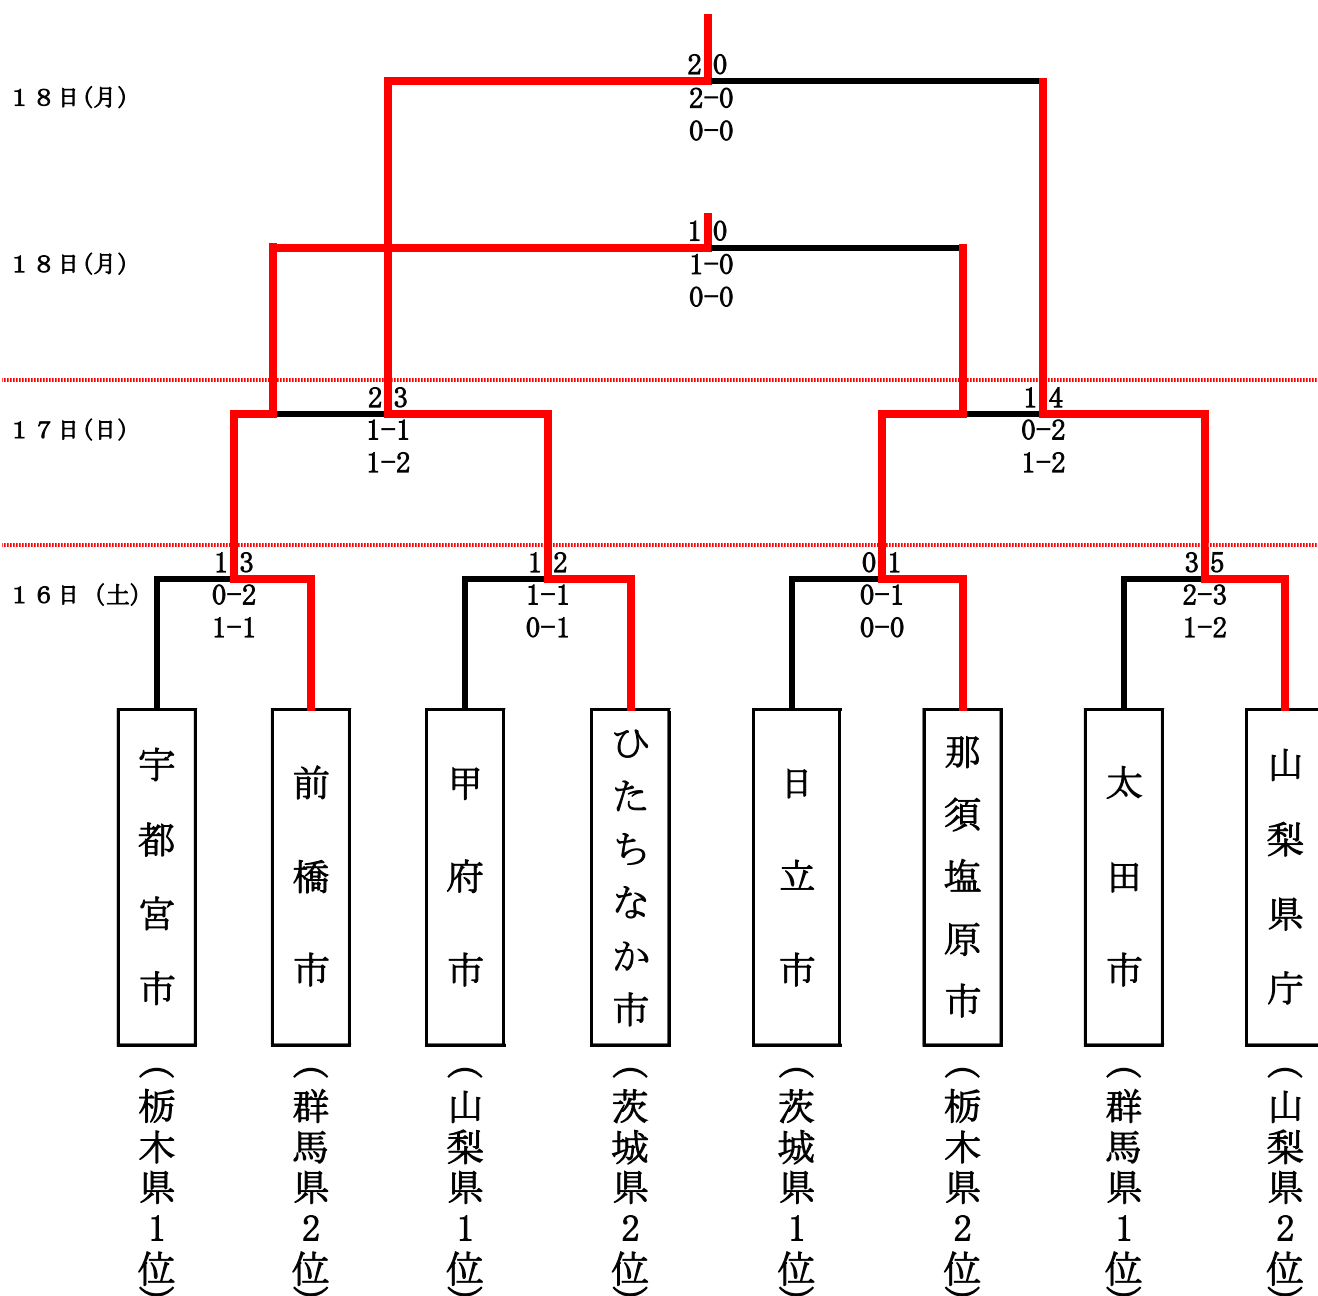 2 0
１８日(月)
2-0
0-0
1 0
１８日(月)
1-0
0-0
2 3
1 4
１７日(日)
1-1
0-2
1-2
1-2
1 3
1 2
0 1
3 5
１６日 (土)
0-2
1-1
0-1
2-3
1-1
0-1
0-0
1-2
宇都宮市
前橋市
甲府市
ひたちなか市
日立市
那須塩原市
太田市
山梨県庁
(栃木県1位)
(群馬県2位)
(山梨県1位)
(茨城県2位)
(茨城県1位)
(栃木県2位)
(群馬県1位)
(山梨県2位)